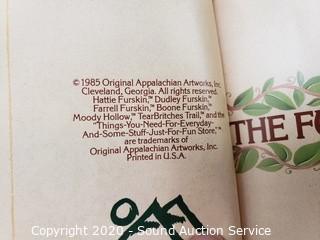 ©1985 Original Appalachian Artworks, Inc.
Cleveland, Georgia. All rights reserved.
Hattie Furskin,™ Dudley Furskin,™
Farrell Furskin,™ Boone Furskin,™
Moody Hollow,™ TearBritches Trail,™ and the
"Things-You-Need-For-Everyday-
And-Some-Stuff-Just-For-Fun Store,™
are trademarks of
Original Appalachian Artworks, Inc.
Printed in U.S.A.
THE FU
Copyright 2020 - Sound Auction Service